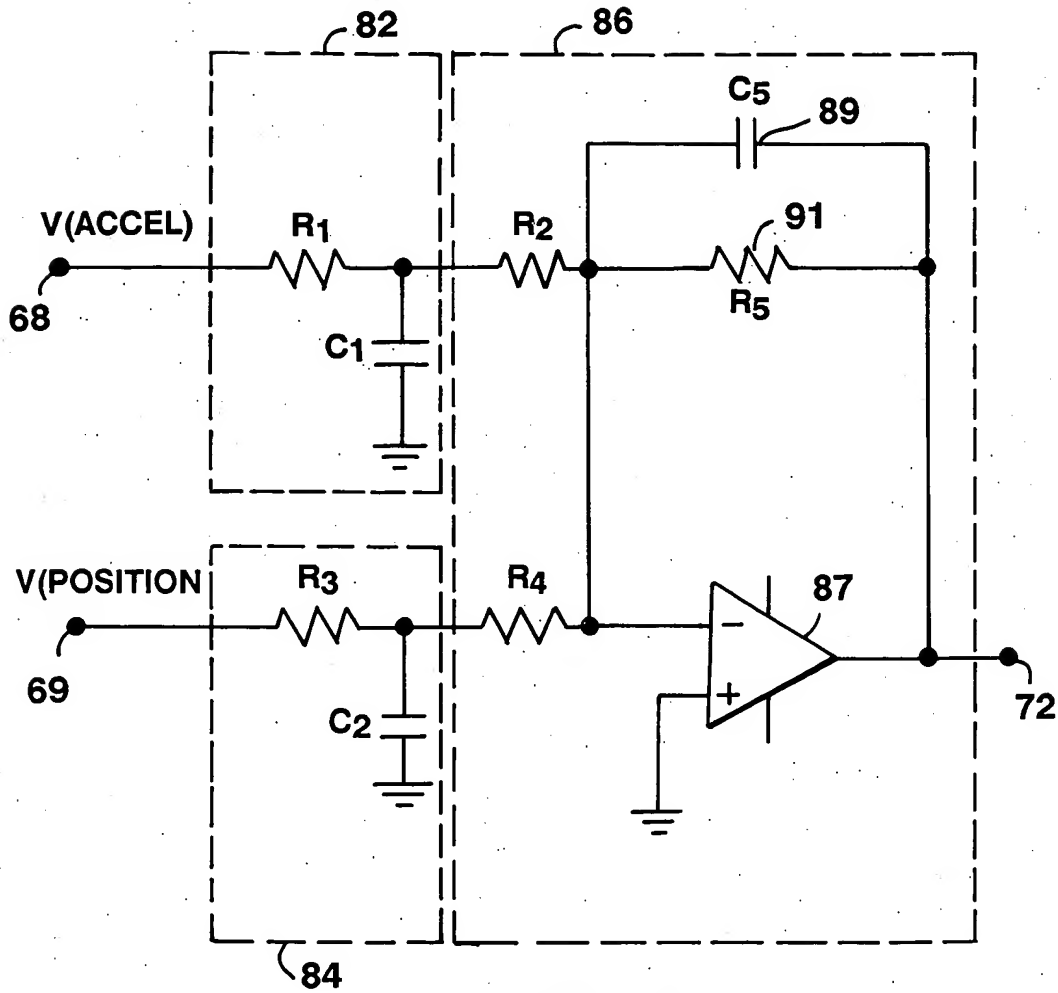 82
86
C5
89
V(ACCEL)
R1
R2
91
68
R5
C1
V(POSITION
R3
R4
87
69
−
+
72
C2
84